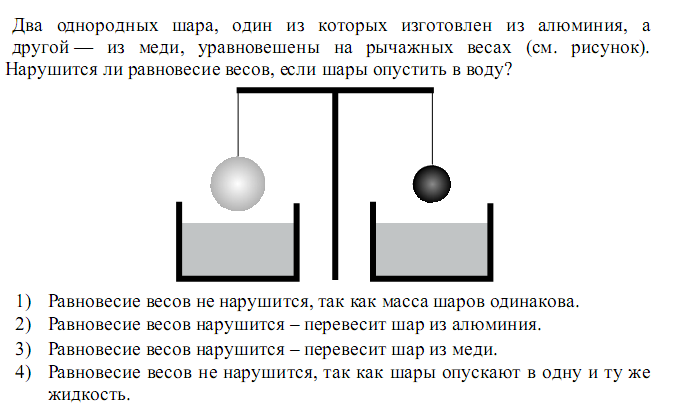 Два однородных шара, один из которых изготовлен из алюминия, а
другой — из меди, уравновешены на рычажных весах (см. рисунок).
Нарушится ли равновесие весов, если шары опустить в воду?
1) Равновесие весов не нарушится, так как масса шаров одинакова.
2) Равновесие весов нарушится – перевесит шар из алюминия.
3) Равновесие весов нарушится – перевесит шар из меди.
4) Равновесие весов не нарушится, так как шары опускают в одну и ту же
жидкость.